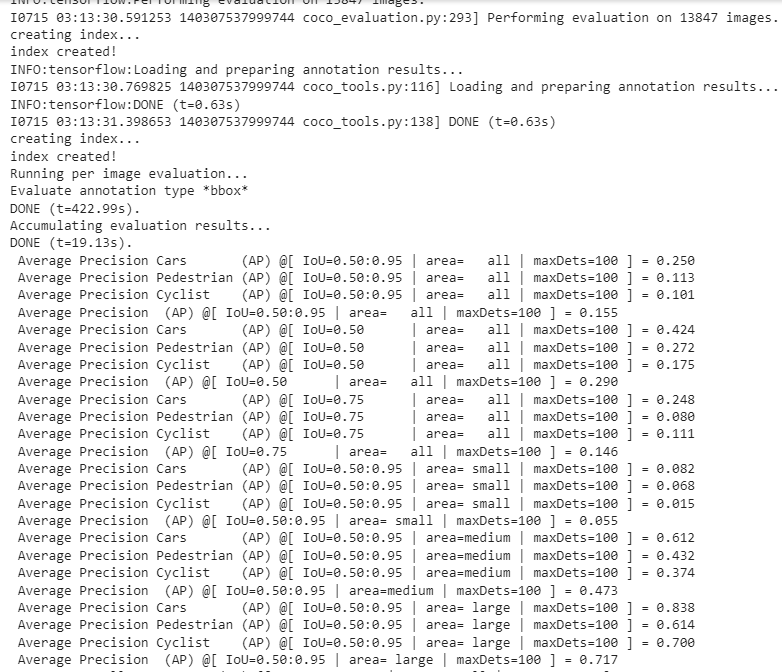 INFO:tensorflow:Performing evaluation on 13847 images.
I0715 03:13:30.591253 140307537999744 coco_evaluation.py:293] Performing evaluation on 13847 images.
creating index...
index created!
INFO:tensorflow:Loading and preparing annotation results...
I0715 03:13:30.769825 140307537999744 coco_tools.py:116] Loading and preparing annotation results...
INFO:tensorflow:DONE (t=0.63s)
I0715 03:13:31.398653 140307537999744 coco_tools.py:138] DONE (t=0.63s)
creating index...
index created!
Running per image evaluation...
Evaluate annotation type *bbox*
DONE (t=422.99s).
Accumulating evaluation results...
DONE (t=19.13s).
Average Precision Cars       (AP) @[ IoU=0.50:0.95 | area=   all | maxDets=100 ] = 0.250
Average Precision Pedestrian (AP) @[ IoU=0.50:0.95 | area=   all | maxDets=100 ] = 0.113
Average Precision Cyclist    (AP) @[ IoU=0.50:0.95 | area=   all | maxDets=100 ] = 0.101
Average Precision  (AP) @[ IoU=0.50:0.95 | area=   all | maxDets=100 ] = 0.155
Average Precision Cars       (AP) @[ IoU=0.50      | area=   all | maxDets=100 ] = 0.424
Average Precision Pedestrian (AP) @[ IoU=0.50      | area=   all | maxDets=100 ] = 0.272
Average Precision Cyclist    (AP) @[ IoU=0.50      | area=   all | maxDets=100 ] = 0.175
Average Precision  (AP) @[ IoU=0.50      | area=   all | maxDets=100 ] = 0.290
Average Precision Cars       (AP) @[ IoU=0.75      | area=   all | maxDets=100 ] = 0.248
Average Precision Pedestrian (AP) @[ IoU=0.75      | area=   all | maxDets=100 ] = 0.080
Average Precision Cyclist    (AP) @[ IoU=0.75      | area=   all | maxDets=100 ] = 0.111
Average Precision  (AP) @[ IoU=0.75      | area=   all | maxDets=100 ] = 0.146
Average Precision Cars       (AP) @[ IoU=0.50:0.95 | area= small | maxDets=100 ] = 0.082
Average Precision Pedestrian (AP) @[ IoU=0.50:0.95 | area= small | maxDets=100 ] = 0.068
Average Precision Cyclist    (AP) @[ IoU=0.50:0.95 | area= small | maxDets=100 ] = 0.015
Average Precision  (AP) @[ IoU=0.50:0.95 | area= small | maxDets=100 ] = 0.055
Average Precision Cars       (AP) @[ IoU=0.50:0.95 | area=medium | maxDets=100 ] = 0.612
Average Precision Pedestrian (AP) @[ IoU=0.50:0.95 | area=medium | maxDets=100 ] = 0.432
Average Precision Cyclist    (AP) @[ IoU=0.50:0.95 | area=medium | maxDets=100 ] = 0.374
Average Precision  (AP) @[ IoU=0.50:0.95 | area=medium | maxDets=100 ] = 0.473
Average Precision Cars       (AP) @[ IoU=0.50:0.95 | area= large | maxDets=100 ] = 0.838
Average Precision Pedestrian (AP) @[ IoU=0.50:0.95 | area= large | maxDets=100 ] = 0.614
Average Precision Cyclist    (AP) @[ IoU=0.50:0.95 | area= large | maxDets=100 ] = 0.700
Average Precision  (AP) @[ IoU=0.50:0.95 | area= large | maxDets=100 ] = 0.717